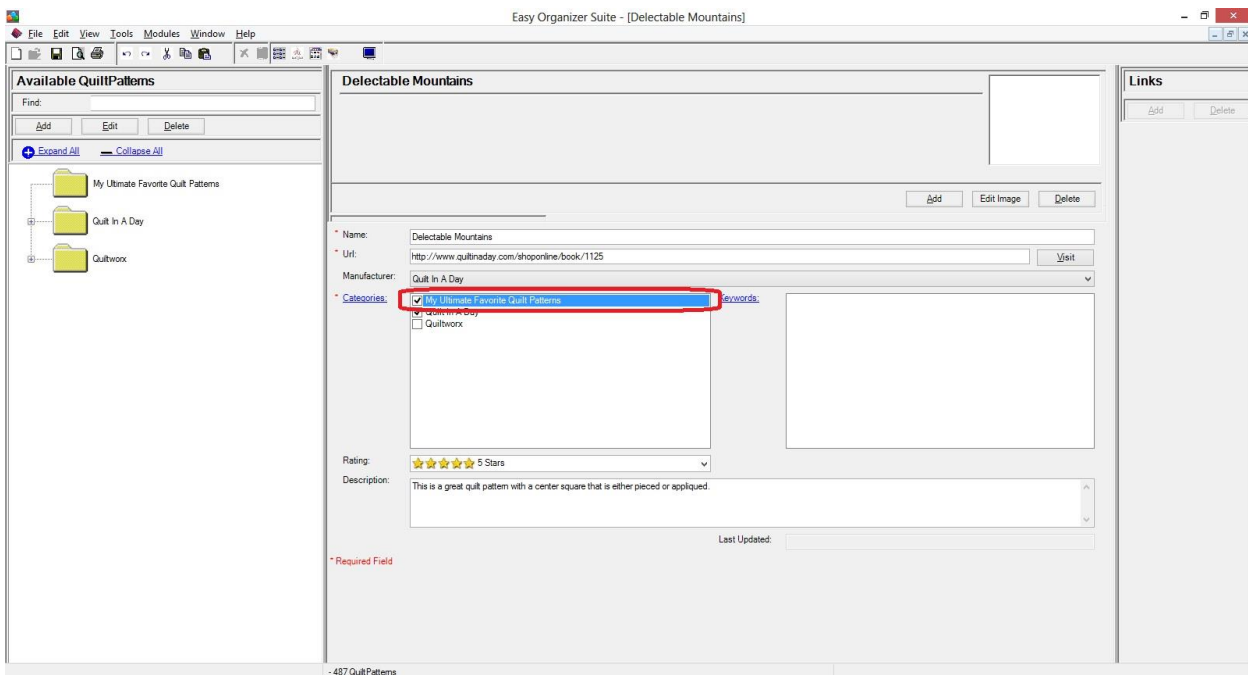 Easy Organizer Suite - [Delectable Mountains]
File Edit View Tools Modules Window Help
Available QuiltPatterns
Find:
Add Edit Delete
Expand All Collapse All
My Ultimate Favorite Quilt Patterns
Quilt In A Day
Quiltworx
Delectable Mountains
Add Edit Image Delete
* Name: Delectable Mountains
* Url: http://www.quiltinaday.com/shoponline/book/1125 Visit
Manufacturer: Quilt In A Day
* Categories: My Ultimate Favorite Quilt Patterns
Quilt In A Day
Quiltworx
Keywords:
Rating: 5 Stars
Description: This is a great quilt pattern with a center square that is either pieced or appliqued.
Last Updated:
* Required Field
Links
Add Delete
- 487 QuiltPatterns